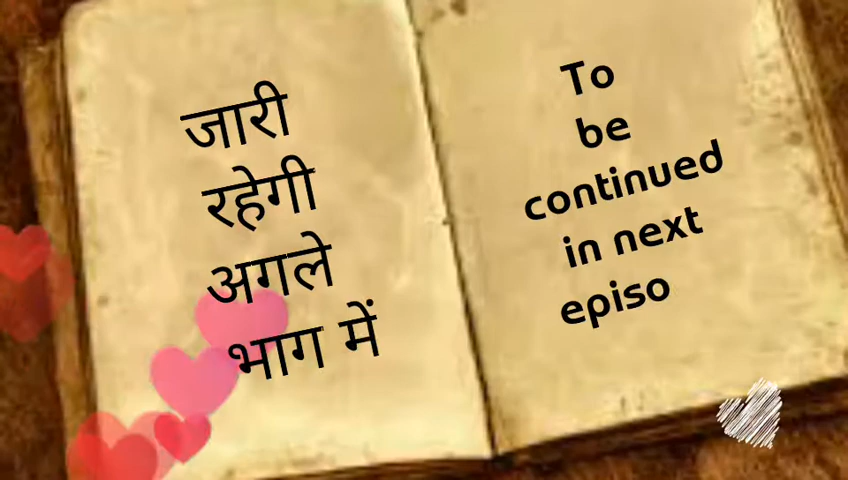 जारी
रहेगी
अगले
भाग में
To
be
continued
in next
episo